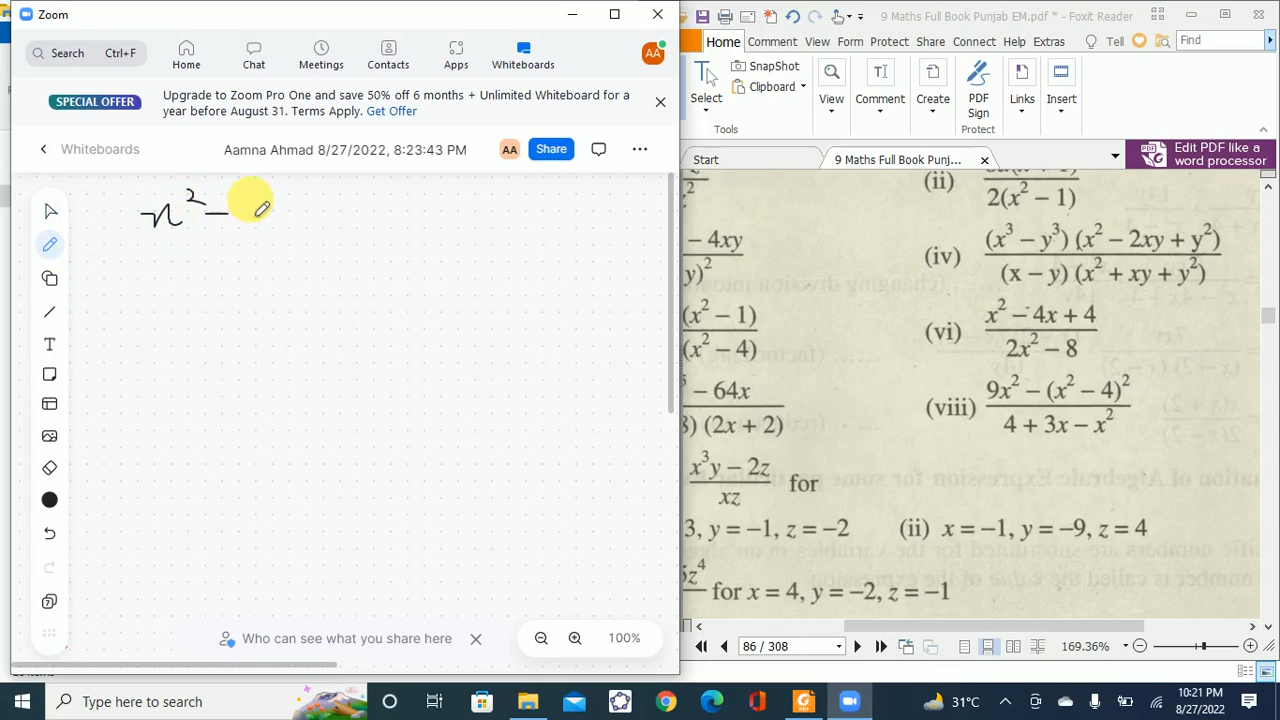 Zoom
9 Maths Full Book Punjab EM.pdf * - Foxit Reader
Search Ctrl+F
Home
Chat
Meetings
Contacts
Apps
Whiteboards
AA
Home Comment View Form Protect Share Connect Help Extras Tell Find
SPECIAL OFFER
Upgrade to Zoom Pro One and save 50% off 6 months + Unlimited Whiteboard for a
year before August 31. Terms Apply. Get Offer
Select
SnapShot
Clipboard
Tools
View
Comment
Create
PDF
Sign
Protect
Links
Insert
Whiteboards
Aamna Ahmad 8/27/2022, 8:23:43 PM
AA
Share
Start
9 Maths Full Book Punj...
Edit PDF like a
word processor
x² –
(ii)
2(x² − 1)
− 4xy
y)²
(iv) (x³ − y³) (x² − 2xy + y²)
(x − y) (x² + xy + y²)
(x² − 1)
(x² − 4)
(vi) x² − 4x + 4
2x² − 8
− 64x
(2x + 2)
(viii) 9x² − (x² − 4)²
4 + 3x − x²
x³y − 2z
xz
for
3, y = −1, z = −2 (ii) x = −1, y = −9, z = 4
z⁴
for x = 4, y = −2, z = −1
Who can see what you share here
100%
86 / 308
169.36%
Type here to search
31°C
10:21 PM
8/27/2022